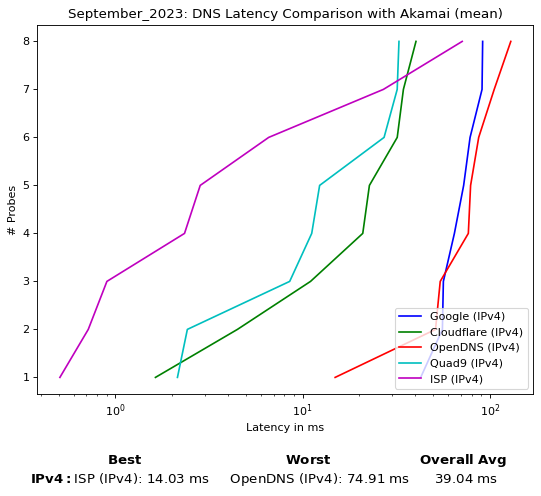 September_2023: DNS Latency Comparison with Akamai (mean)
8
7
6
5
4
3
2
1
# Probes
10⁰
10¹
10²
Latency in ms
Google (IPv4)
Cloudflare (IPv4)
OpenDNS (IPv4)
Quad9 (IPv4)
ISP (IPv4)
Best Worst Overall Avg
IPv4: ISP (IPv4): 14.03 ms OpenDNS (IPv4): 74.91 ms 39.04 ms